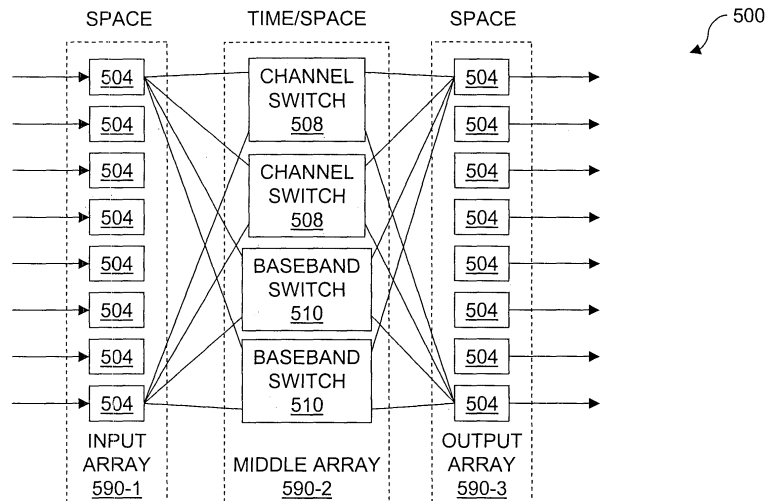 SPACE
TIME/SPACE
SPACE
500
504
504
504
504
504
504
504
504
CHANNEL
SWITCH
508
CHANNEL
SWITCH
508
BASEBAND
SWITCH
510
BASEBAND
SWITCH
510
504
504
504
504
504
504
504
504
INPUT
ARRAY
590-1
MIDDLE ARRAY
590-2
OUTPUT
ARRAY
590-3